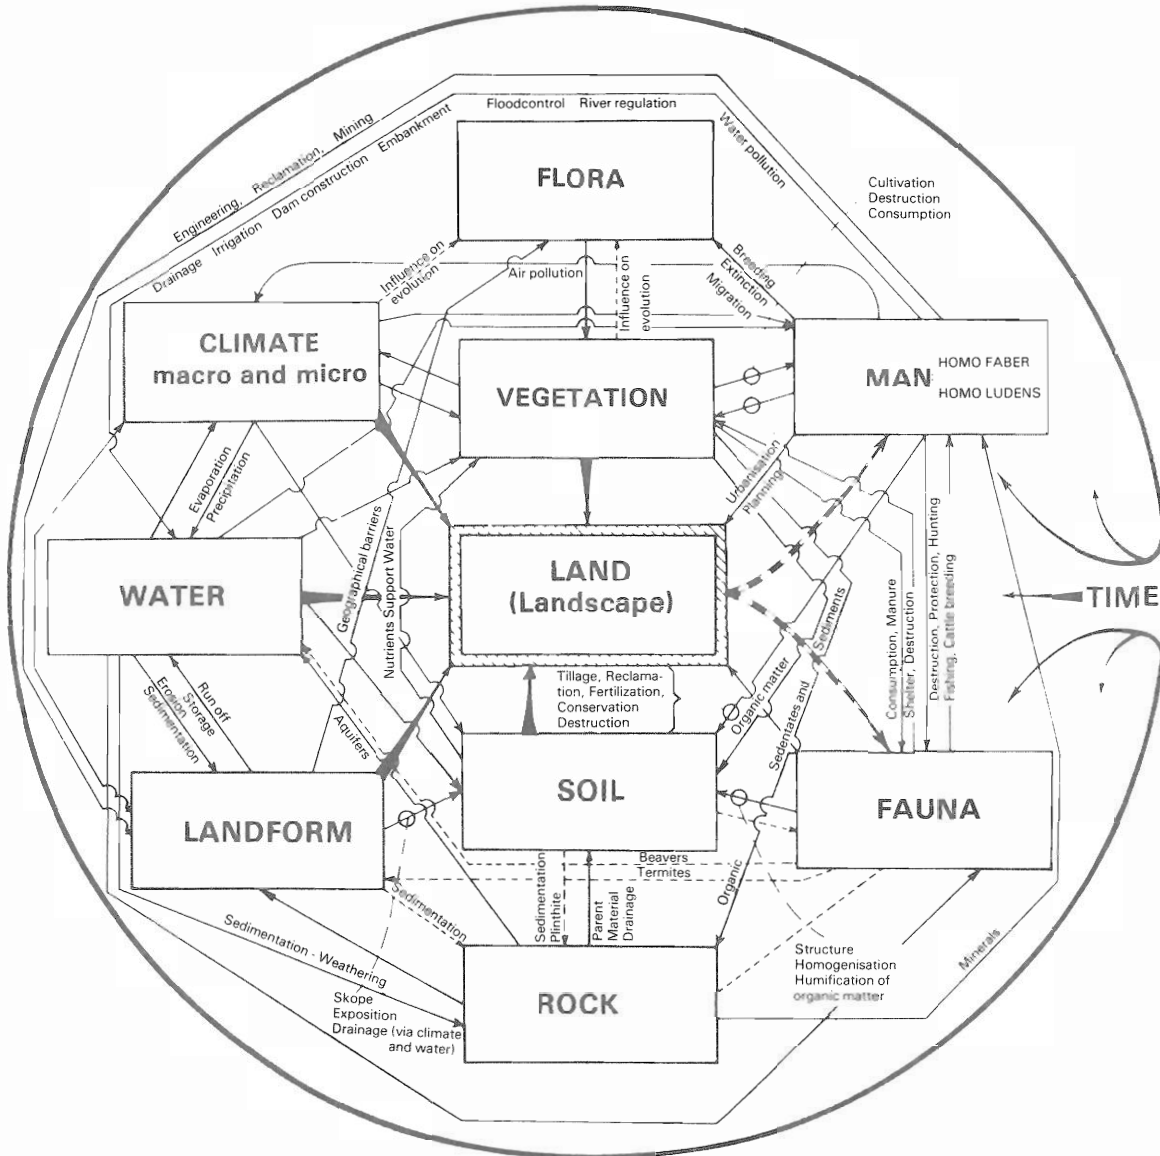 Floodcontrol River regulation
Engineering, Reclamation, Mining
Drainage Irrigation Dam construction Embankment
Water pollution
FLORA
Cultivation
Destruction
Consumption
Influence on
evolution
Air pollution
Influence on
evolution
Breeding
Extinction
Migration
CLIMATE
macro and micro
VEGETATION
MAN
HOMO FABER
HOMO LUDENS
Evaporation
Precipitation
Urbanisation
Planning
Geographical barriers
Nutrients Support Water
WATER
LAND
(Landscape)
TIME
Consumption, Manure
Shelter, Destruction
Destruction, Protection, Hunting
Fishing, Cattle breeding
Run off
Storage
Erosion
Sedimentation
Aquifers
Tillage, Reclama-
tion, Fertilization,
Conservation
Destruction
Organic matter
Sediments
Sedentates and
Organic
LANDFORM
SOIL
FAUNA
Beavers
Termites
Sedimentation
Sedimentation
Plinthite
Parent
Material
Drainage
Sedimentation - Weathering
Skope
Exposition
Drainage (via climate
and water)
ROCK
Structure
Homogenisation
Humification of
organic matter
Minerals